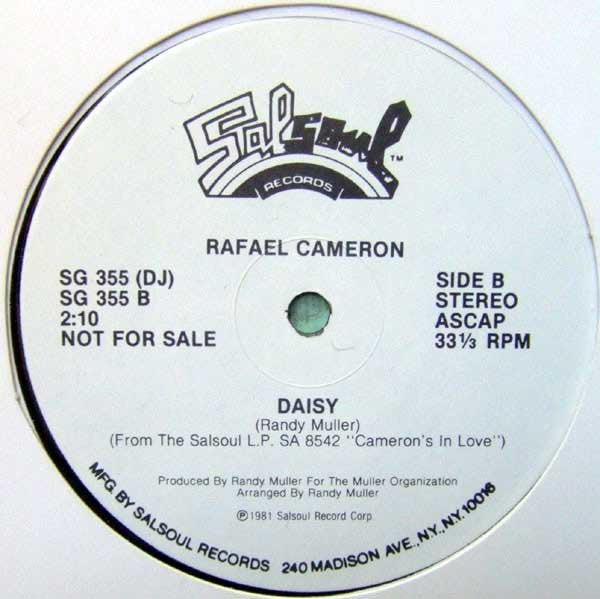 Salsoul TM
RECORDS
RAFAEL CAMERON
SG 355 (DJ)
SG 355 B
2:10
NOT FOR SALE
SIDE B
STEREO
ASCAP
33 1/3 RPM
DAISY
(Randy Muller)
(From The Salsoul L.P. SA 8542 "Cameron's In Love")
Produced By Randy Muller For The Muller Organization
Arranged By Randy Muller
℗ 1981 Salsoul Record Corp.
MFG. BY SALSOUL RECORDS 240 MADISON AVE., N.Y., N.Y. 10016